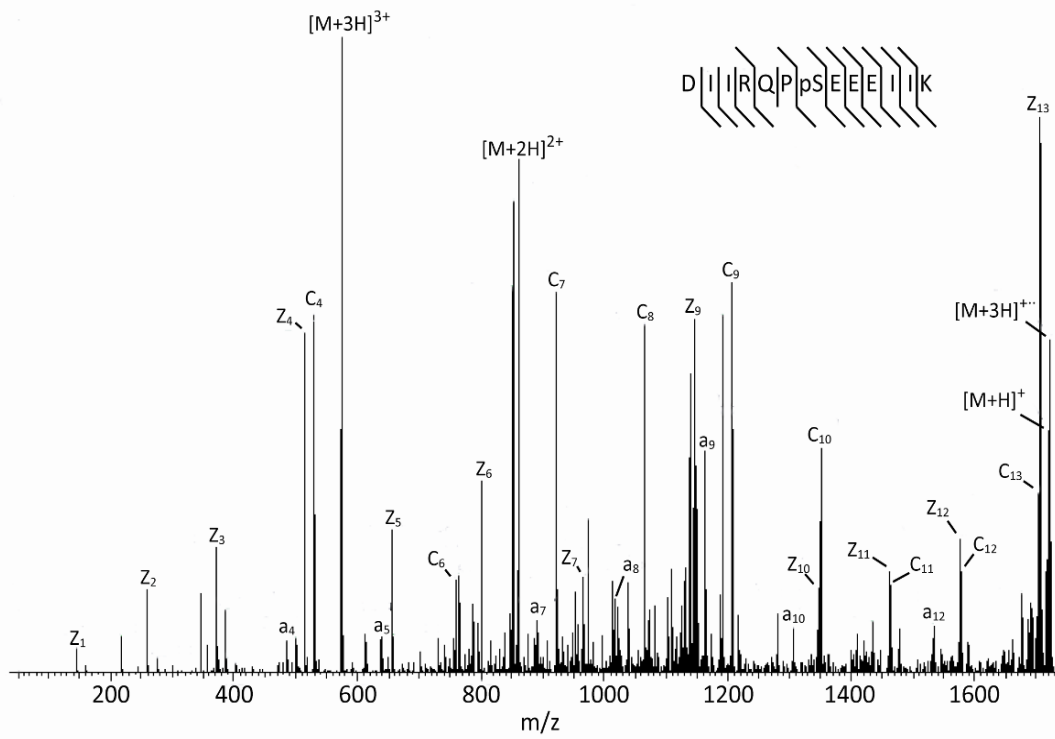 [M+3H]3+
[M+2H]2+
DIIRQPpSEEEIIK
Z13
C7
C9
Z4
C4
C8
Z9
[M+3H]+··
[M+H]+
a9
C10
C13
Z6
Z5
Z3
Z2
C6
Z7
a8
Z10
Z11
C11
Z12
C12
Z1
a4
a5
a7
a10
a12
200 400 600 800 1000 1200 1400 1600
m/z